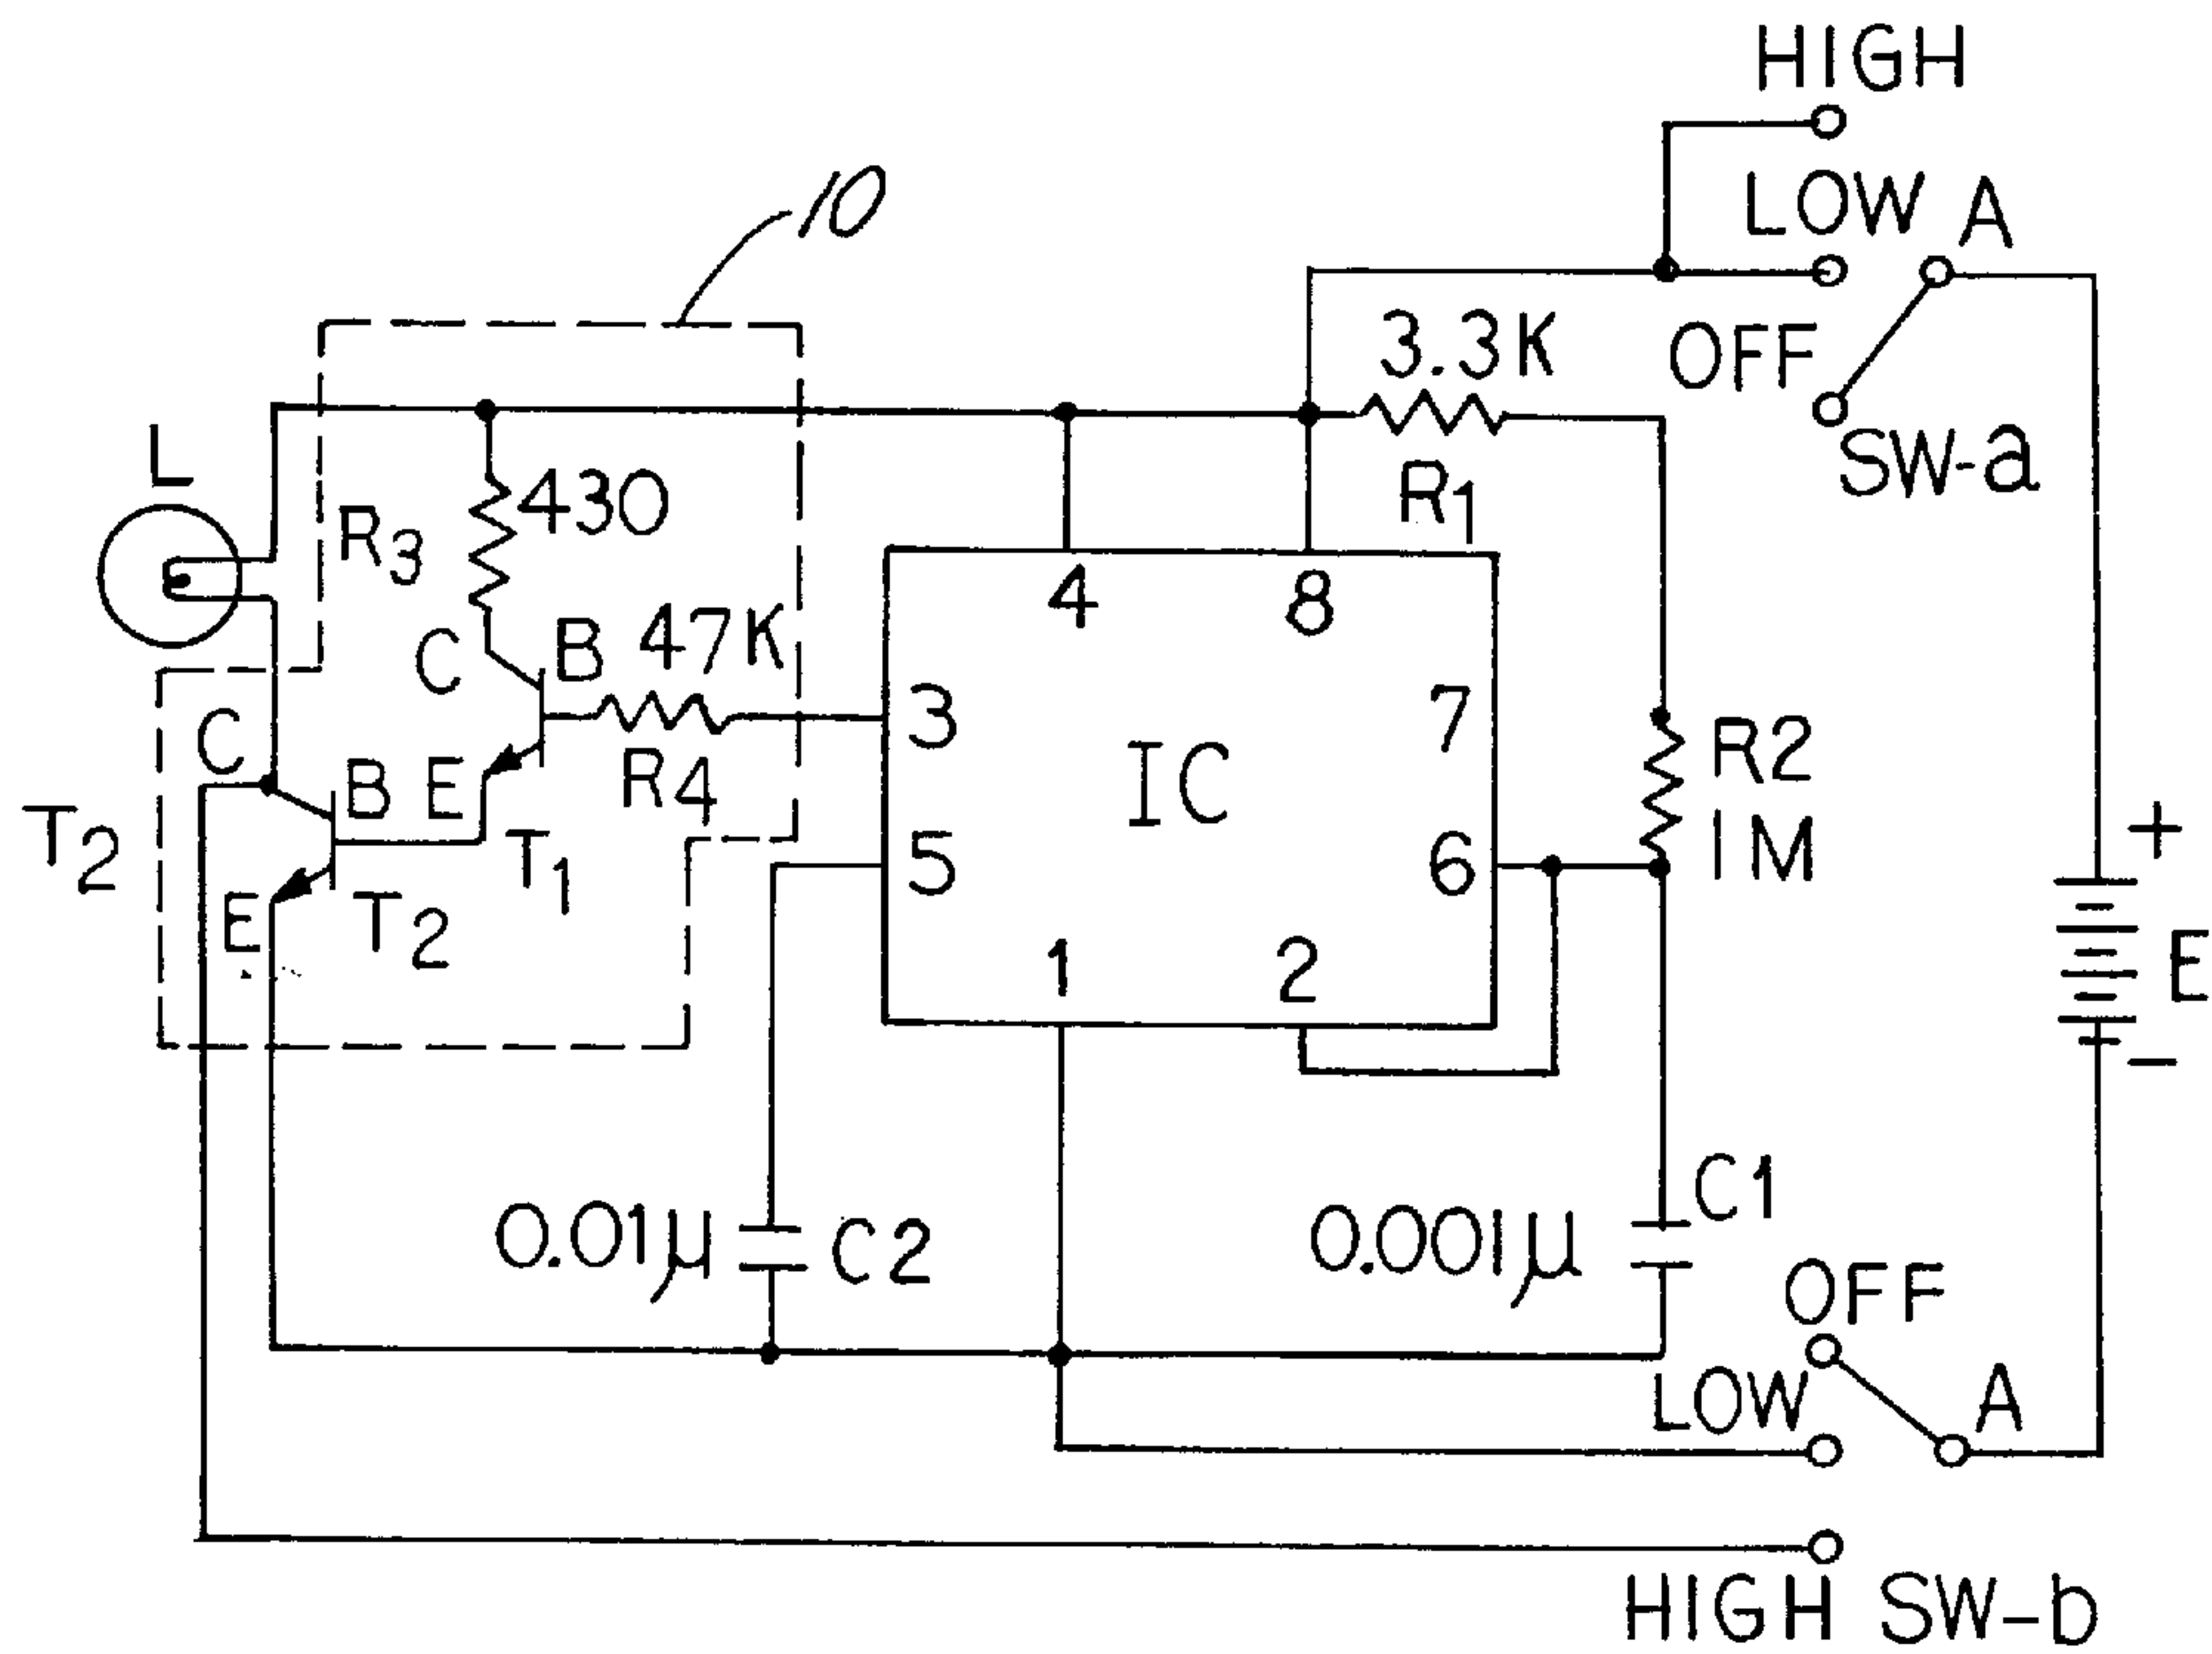 HIGH
10
LOW A
OFF
3.3K
SW-a
L
R3
430
R1
C
B
47K
4
8
3
7
R2
1M
C
B
E
R4
IC
T2
T1
5
6
+
E
T2
E
1
2
−
C1
0.01µ
C2
0.001µ
OFF
LOW
A
HIGH SW-b